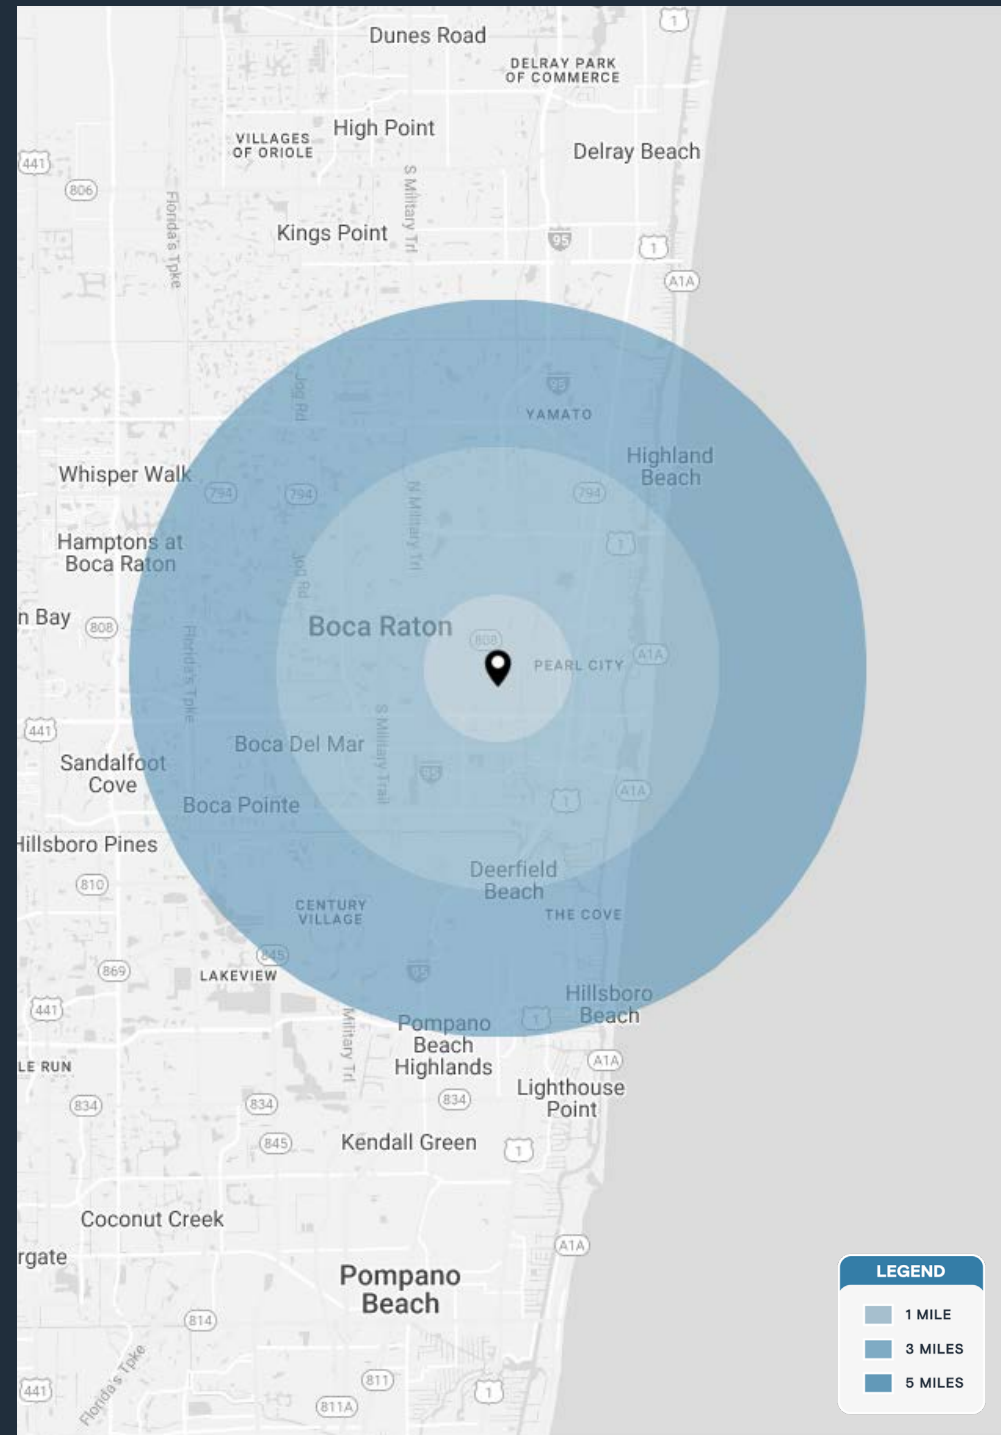 1
Dunes Road
DELRAY PARK
OF COMMERCE
High Point
VILLAGES
OF ORIOLE
Delray Beach
441
806
S Military Trl
Florida's Tpke
Kings Point
95
1
A1A
Jog Rd
95
YAMATO
Highland
Beach
Whisper Walk
794
794
794
N Military Trl
Hamptons at
Boca Raton
1
Jog Rd
n Bay
808
Boca Raton
808
PEARL CITY
A1A
Florida's Tpke
441
Boca Del Mar
S Military Trail
Sandalfoot
Cove
95
A1A
1
Boca Pointe
Hillsboro Pines
810
Deerfield
Beach
CENTURY
VILLAGE
THE COVE
845
869
LAKEVIEW
95
441
Hillsboro
Beach
1
Pompano
Beach
Highlands
Military Trl
LE RUN
A1A
Lighthouse
Point
834
834
834
845
Kendall Green
1
Coconut Creek
rgate
A1A
Pompano
Beach
814
Florida's Tpke
441
811
811A
1
LEGEND
1 MILE
3 MILES
5 MILES